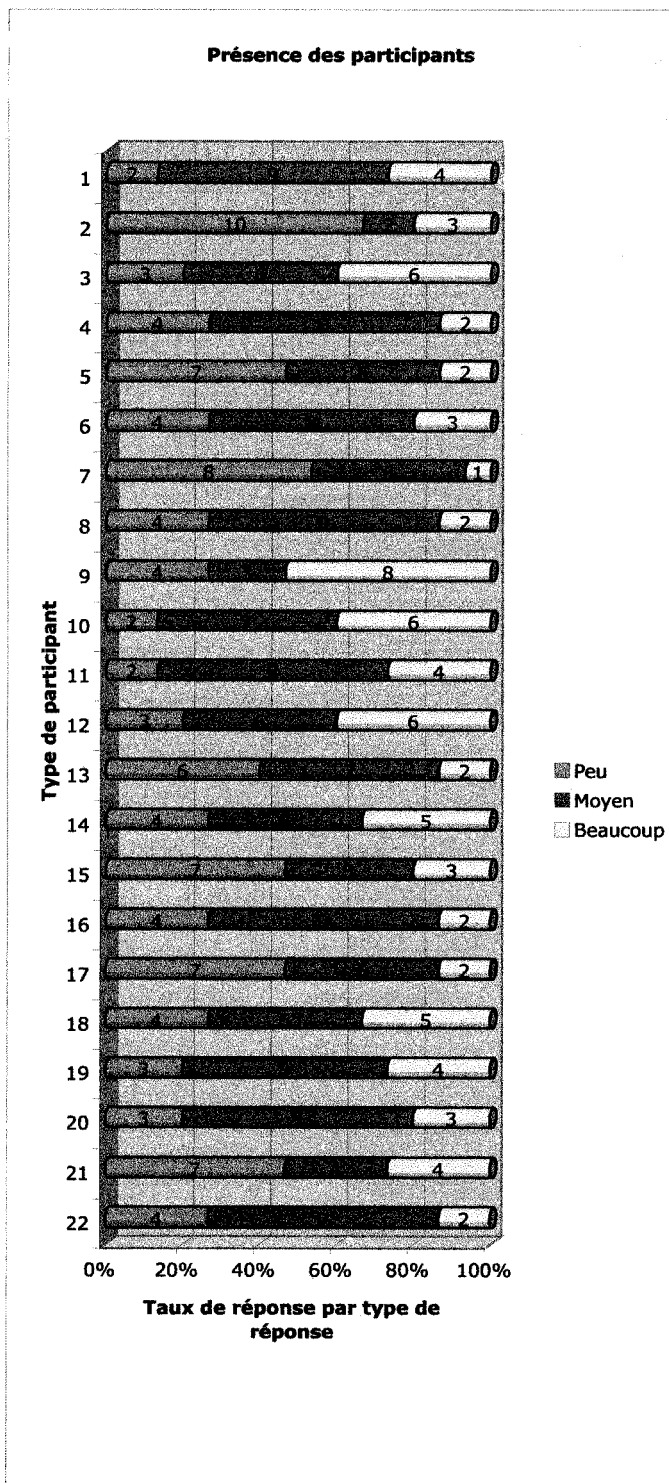 Présence des participants
1 2 9 4
2 10 3
3 3 6
4 4 2
5 7 2
6 4 3
7 8 1
8 4 2
9 4 8
10 2 6
11 2 4
12 3 6
13 6 2
14 4 5
15 7 3
16 4 2
17 7 2
18 4 5
19 3 4
20 3 3
21 7 4
22 4 2
Type de participant
Peu
Moyen
Beaucoup
0% 20% 40% 60% 80% 100%
Taux de réponse par type de
réponse